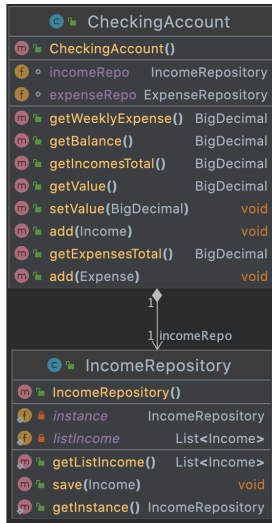 CheckingAccount
CheckingAccount()
incomeRepo IncomeRepository
expenseRepo ExpenseRepository
getWeeklyExpense() BigDecimal
getBalance() BigDecimal
getIncomesTotal() BigDecimal
getValue() BigDecimal
setValue(BigDecimal) void
add(Income) void
getExpensesTotal() BigDecimal
add(Expense) void
1
1 incomeRepo
IncomeRepository
IncomeRepository()
instance IncomeRepository
listIncome List<Income>
getListIncome() List<Income>
save(Income) void
getInstance() IncomeRepository